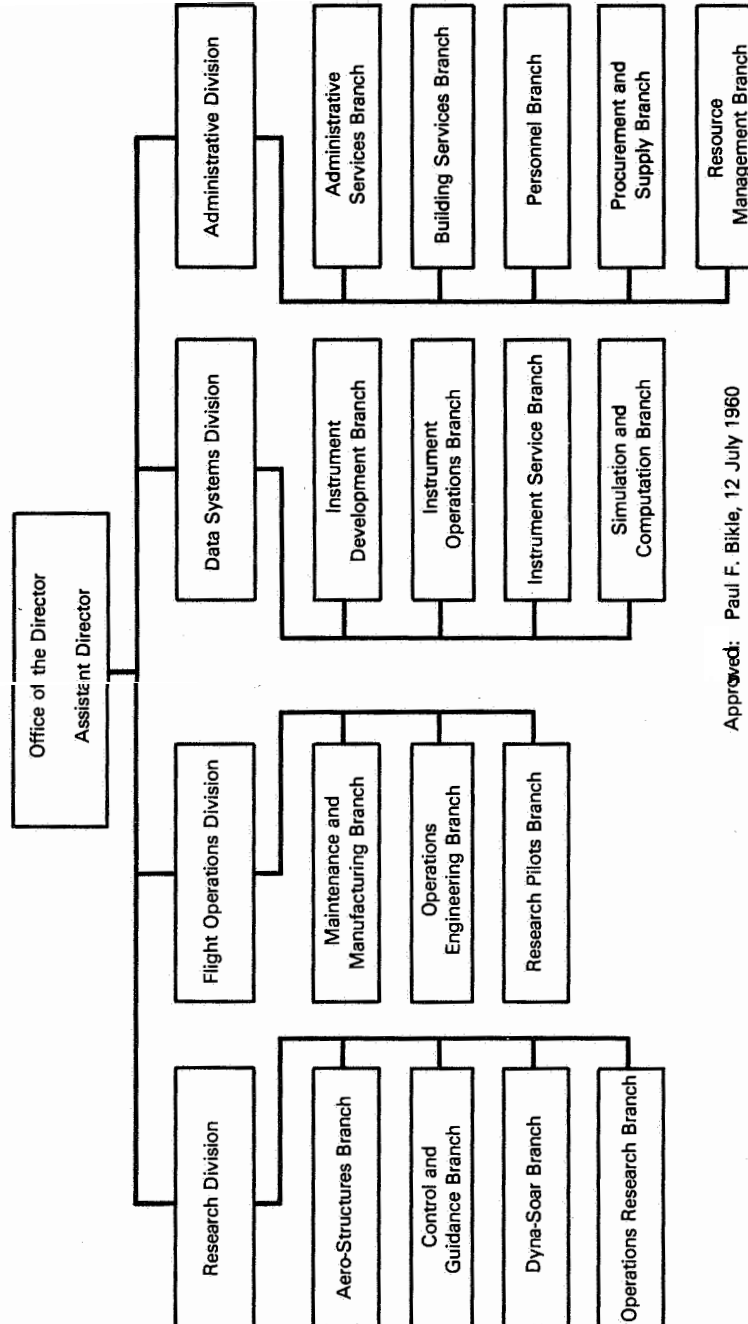 Office of the Director
Assistant Director
Research Division
Flight Operations Division
Data Systems Division
Administrative Division
Aero-Structures Branch
Control and
Guidance Branch
Dyna-Soar Branch
Operations Research Branch
Maintenance and
Manufacturing Branch
Operations
Engineering Branch
Research Pilots Branch
Instrument
Development Branch
Instrument
Operations Branch
Instrument Service Branch
Simulation and
Computation Branch
Administrative
Services Branch
Building Services Branch
Personnel Branch
Procurement and
Supply Branch
Resource
Management Branch
Approved: Paul F. Bikle, 12 July 1960